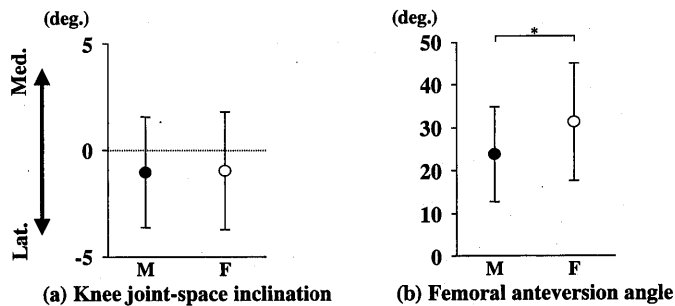 (deg.)
5
0
-5
Med.
Lat.
M F
(a) Knee joint-space inclination
(deg.)
50
40
30
20
10
0
*
M F
(b) Femoral anteversion angle